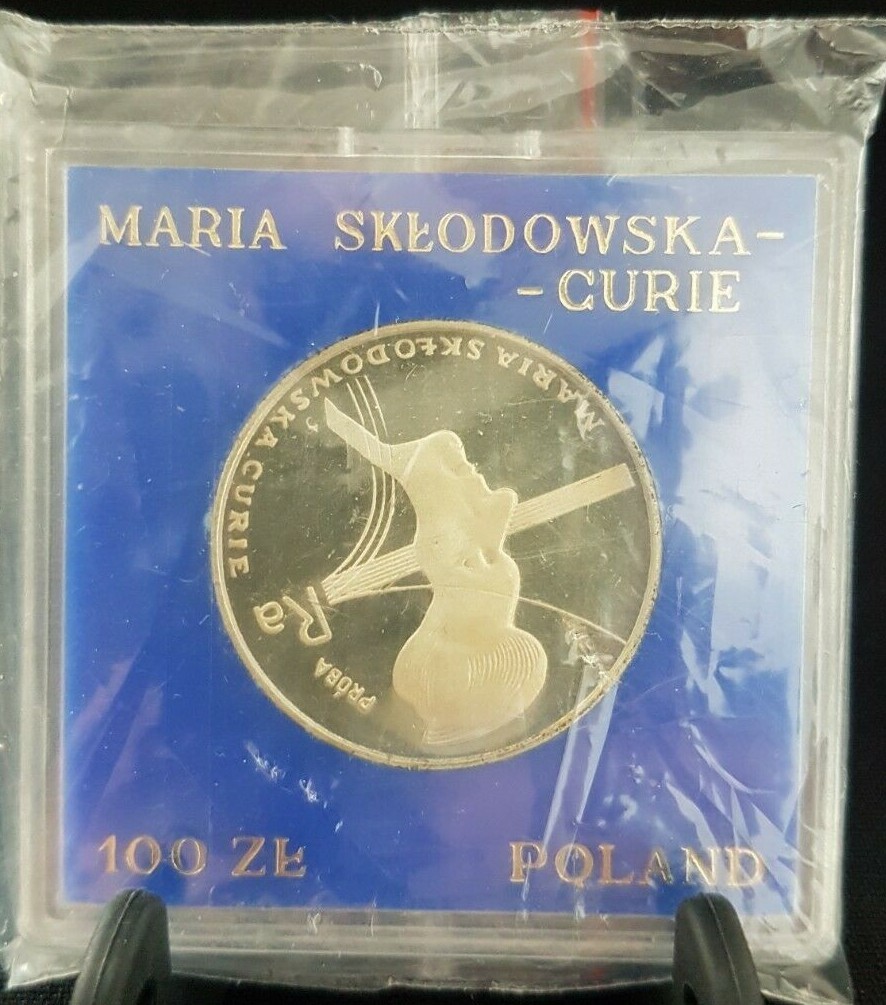 MARIA SKŁODOWSKA-
-CURIE
MARIA SKŁODOWSKA CURIE
Ra
PRÓBA
100 ZŁ POLAND